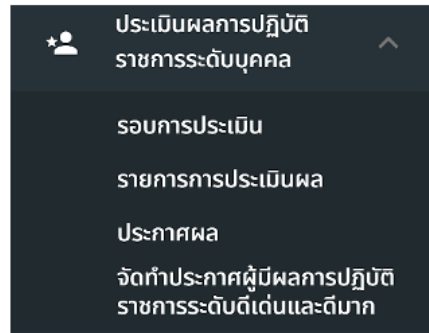 ประเมินผลการปฏิบัติ
ราชการระดับบุคคล
รอบการประเมิน
รายการการประเมินผล
ประกาศผล
จัดทำประกาศผู้มีผลการปฏิบัติ
ราชการระดับดีเด่นและดีมาก